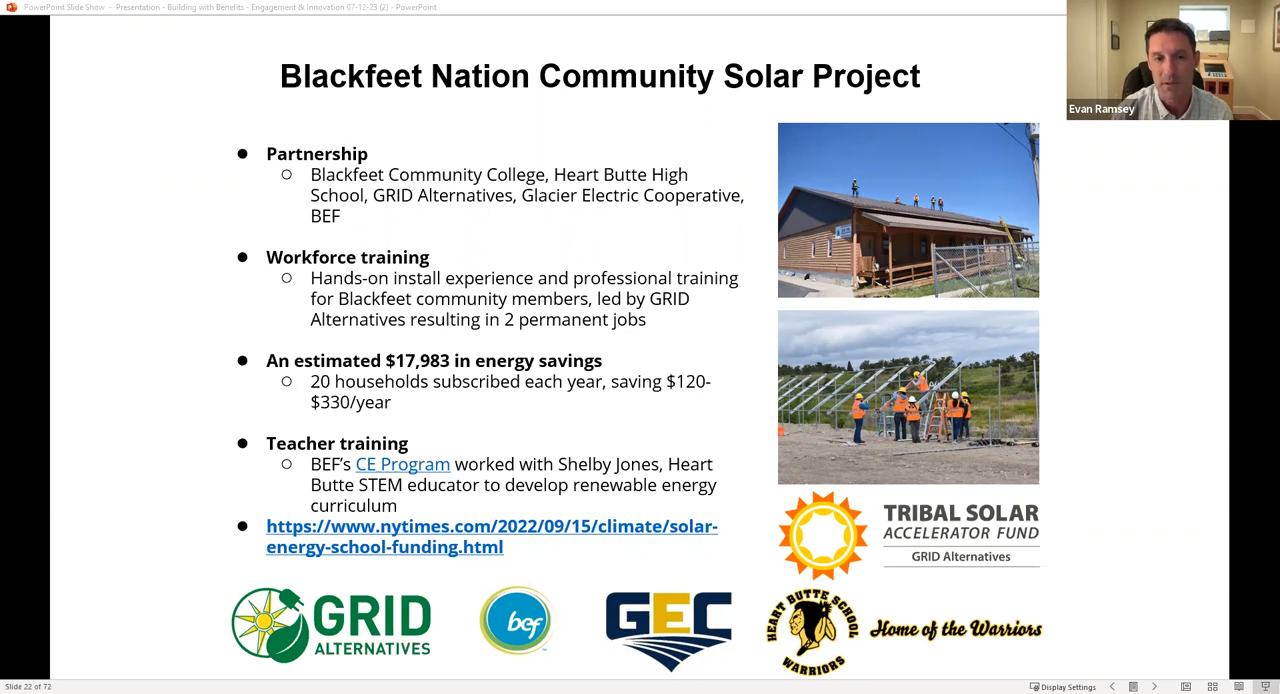 PowerPoint Slide Show - Presentation - Building with Benefits - Engagement & Innovation 07-12-23 (2) - PowerPoint
Evan Ramsey
Blackfeet Nation Community Solar Project
● Partnership
○ Blackfeet Community College, Heart Butte High
School, GRID Alternatives, Glacier Electric Cooperative,
BEF
● Workforce training
○ Hands-on install experience and professional training
for Blackfeet community members, led by GRID
Alternatives resulting in 2 permanent jobs
● An estimated $17,983 in energy savings
○ 20 households subscribed each year, saving $120-
$330/year
● Teacher training
○ BEF’s CE Program worked with Shelby Jones, Heart
Butte STEM educator to develop renewable energy
curriculum
● https://www.nytimes.com/2022/09/15/climate/solar-
energy-school-funding.html
TRIBAL SOLAR
ACCELERATOR FUND
GRID Alternatives
GRID
ALTERNATIVES
bef
GEC
HEART BUTTE SCHOOL
WARRIORS
Home of the Warriors
Slide 22 of 72
Display Settings